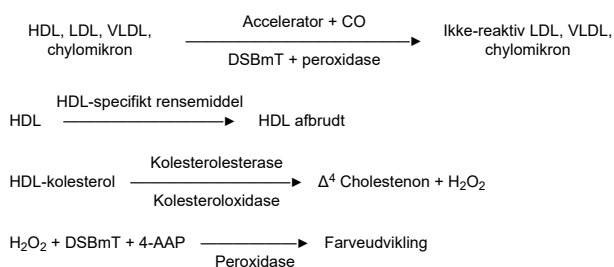 Accelerator + CO
HDL, LDL, VLDL, chylomikron ————————► Ikke-reaktiv LDL, VLDL, chylomikron
DSBmT + peroxidase
HDL-specifikt rensemiddel
HDL ————————► HDL afbrudt
Kolesterolesterase
HDL-kolesterol ————————► Δ⁴ Cholestenon + H₂O₂
Kolesteroloxidase
H₂O₂ + DSBmT + 4-AAP ————————► Farveudvikling
Peroxidase